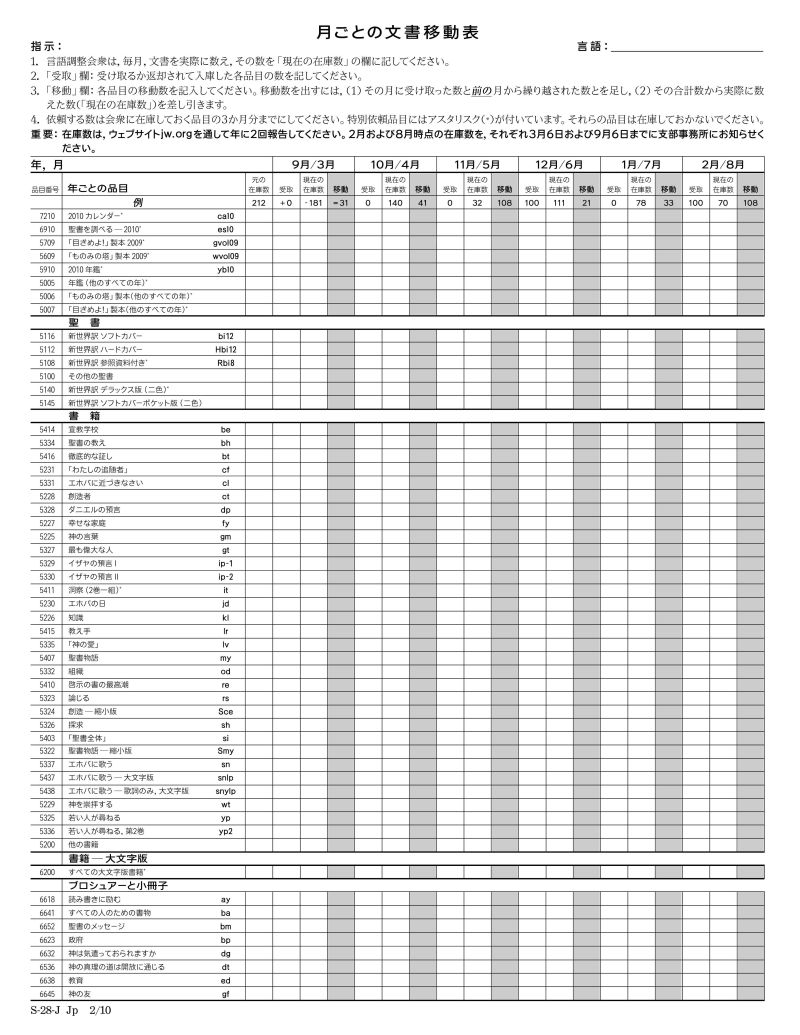 月ごとの文書移動表
指示： 言語：
1. 言語調整会衆は，毎月，文書を実際に数え，その数を「現在の在庫数」の欄に記してください。
2. 「受取」欄：受け取るか返却されて入庫した各品目の数を記してください。
3. 「移動」欄：各品目の移動数を記入してください。移動数を出すには，（1）その月に受け取った数と前の月から繰り越された数とを足し，（2）その合計数から実際に数
えた数（「現在の在庫数」）を差し引きます。
4. 依頼する数は会衆に在庫しておく品目の3か月分までにしてください。特別依頼品目にはアスタリスク（*）が付いています。それらの品目は在庫しておかないでください。
重要：在庫数は，ウェブサイトjw.orgを通して年に2回報告してください。2月および8月時点の在庫数を，それぞれ3月6日および9月6日までに支部事務所にお知らせく
ださい。
年，月 9月/3月 10月/4月 11月/5月 12月/6月 1月/7月 2月/8月
品目番号 年ごとの品目 元の在庫数 受取 現在の在庫数 移動 受取 現在の在庫数 移動 受取 現在の在庫数 移動 受取 現在の在庫数 移動 受取 現在の在庫数 移動 受取 現在の在庫数 移動
例 212 +0 -181 =31 0 140 41 0 32 108 100 111 21 0 78 33 100 70 108
7210 2010 カレンダー* ca10
6910 聖書を調べる ― 2010* es10
5709 「目ざめよ！」製本 2009* gvol09
5609 「ものみの塔」製本 2009* wvol09
5910 2010 年鑑* yb10
5005 年鑑（他のすべての年）*
5006 「ものみの塔」製本（他のすべての年）*
5007 「目ざめよ！」製本（他のすべての年）*
聖 書
5116 新世界訳 ソフトカバー bi12
5112 新世界訳 ハードカバー Hbi12
5108 新世界訳 参照資料付き* Rbi8
5100 その他の聖書
5140 新世界訳 デラックス版（二色）*
5145 新世界訳 ソフトカバーポケット版（二色）
書 籍
5414 宣教学校 be
5334 聖書の教え bh
5416 徹底的な証し bt
5231 「わたしの追随者」 cf
5331 エホバに近づきなさい cl
5228 創造者 ct
5328 ダニエルの預言 dp
5227 幸せな家庭 fy
5225 神の言葉 gm
5327 最も偉大な人 gt
5329 イザヤの預言 I ip-1
5330 イザヤの預言 II ip-2
5411 洞察（2巻一組）* it
5230 エホバの日 jd
5226 知識 kl
5415 教え手 lr
5335 「神の愛」 lv
5407 聖書物語 my
5332 組織 od
5410 啓示の書の最高潮 re
5323 論じる rs
5324 創造 ― 縮小版 Sce
5326 探求 sh
5403 「聖書全体」 si
5322 聖書物語 ― 縮小版 Smy
5337 エホバに歌う sn
5437 エホバに歌う ― 大文字版 snlp
5438 エホバに歌う ― 歌詞のみ，大文字版 snylp
5229 神を崇拝する wt
5325 若い人が尋ねる yp
5336 若い人が尋ねる，第2巻 yp2
5200 他の書籍
書籍 ― 大文字版
6200 すべての大文字版書籍*
ブロシュアーと小冊子
6618 読み書きに励む ay
6641 すべての人のための書物 ba
6652 聖書のメッセージ bm
6623 政府 bp
6632 神は気遣っておられますか dg
6536 神の真理の道は開放に通じる dt
6638 教育 ed
6645 神の友 gf
S-28-J Jp 2/10